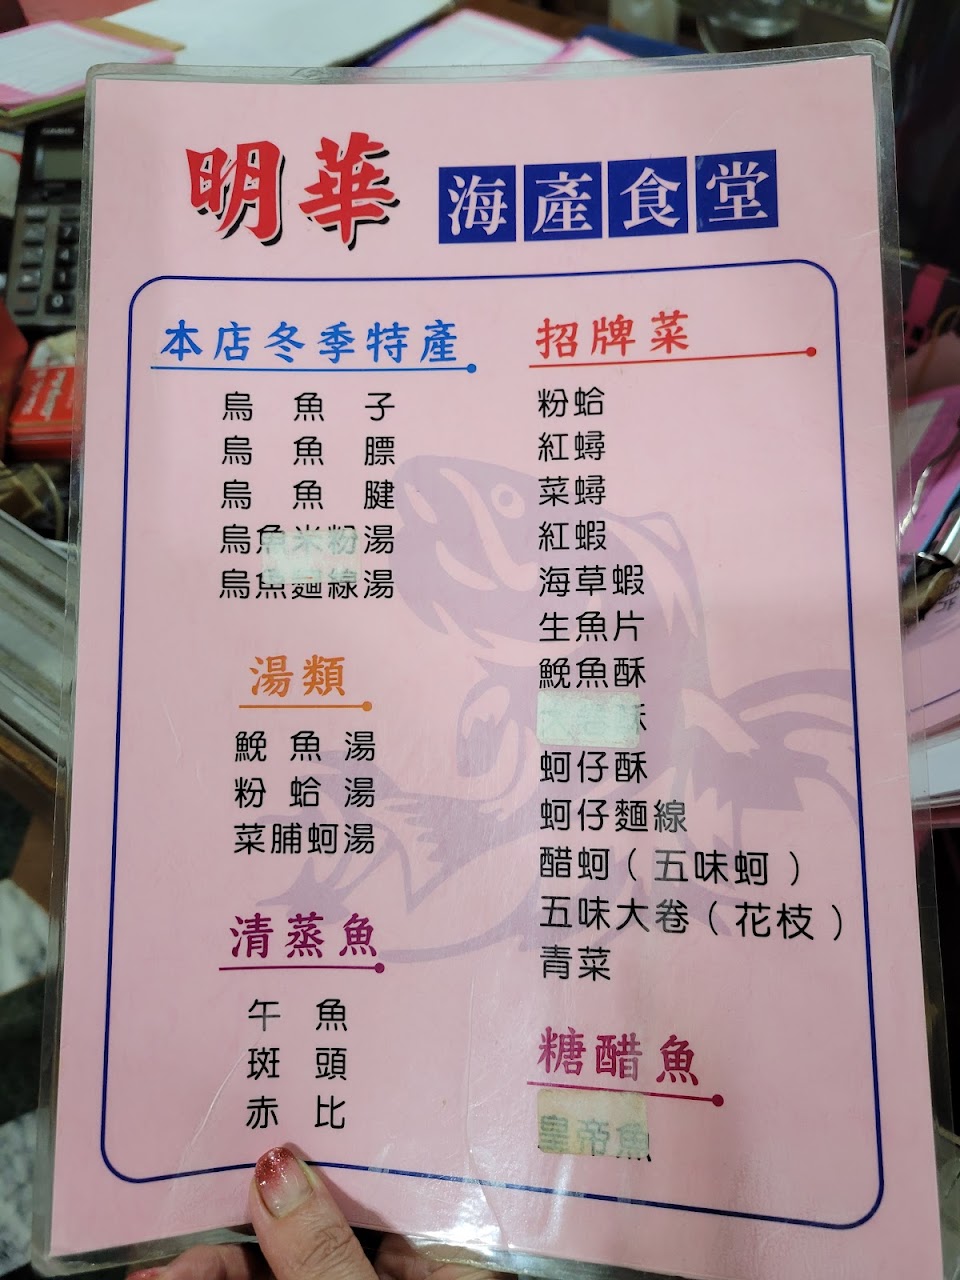 明華 海產食堂
本店冬季特產
烏魚子
烏魚膘
烏魚腱
烏魚米粉湯
烏魚麵線湯
湯類
鮸魚湯
粉蛤湯
菜脯蚵湯
清蒸魚
午魚
斑頭
赤比
招牌菜
粉蛤
紅蟳
菜蟳
紅蝦
海草蝦
生魚片
鮸魚酥
酥
蚵仔酥
蚵仔麵線
醋蚵（五味蚵）
五味大卷（花枝）
青菜
糖醋魚
皇帝魚